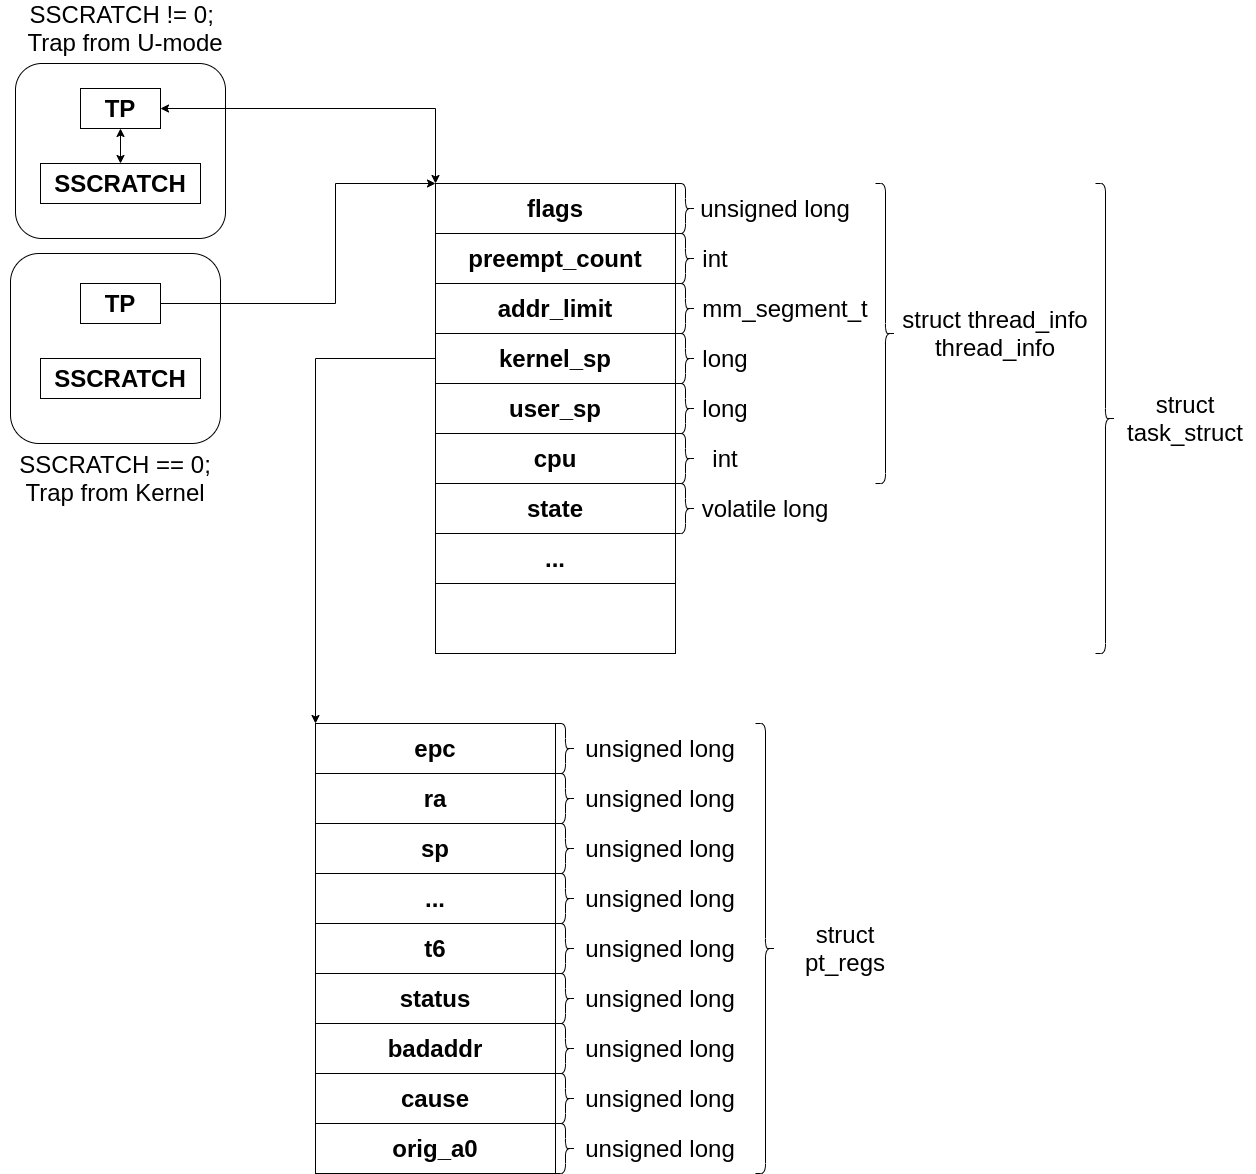 SSCRATCH != 0;
Trap from U-mode
TP
SSCRATCH
TP
SSCRATCH
SSCRATCH == 0;
Trap from Kernel
flags unsigned long
preempt_count int
addr_limit mm_segment_t
kernel_sp long
user_sp long
cpu int
state volatile long
...
struct thread_info
thread_info
struct
task_struct
epc unsigned long
ra unsigned long
sp unsigned long
... unsigned long
t6 unsigned long
status unsigned long
badaddr unsigned long
cause unsigned long
orig_a0 unsigned long
struct
pt_regs